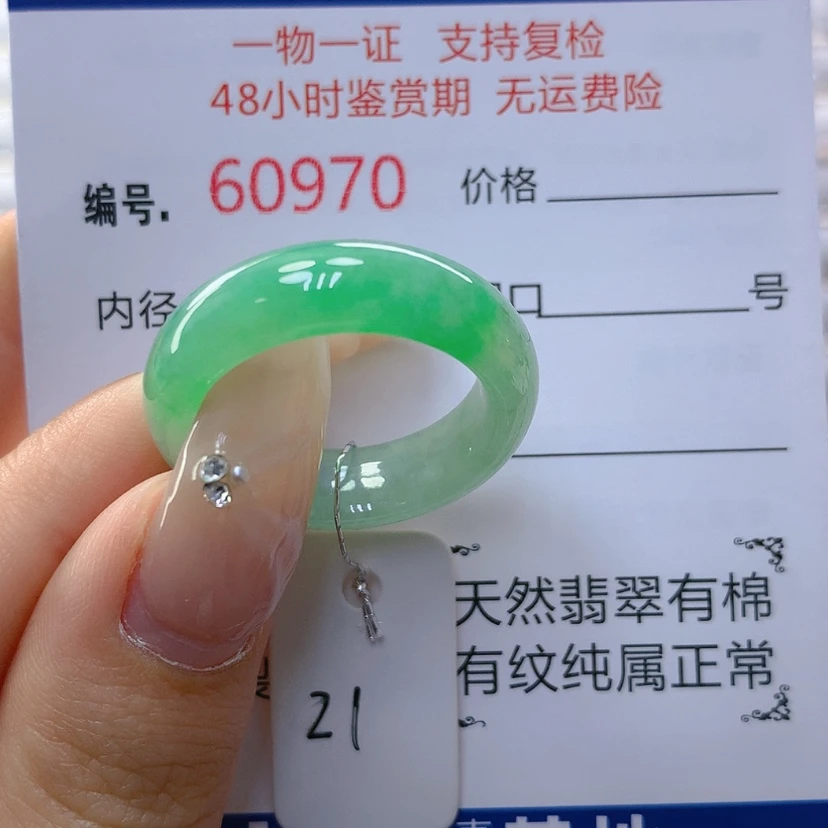 一物一证 支持复检
48小时鉴赏期 无运费险
编号. 60970 价格
内径 口 号
天然翡翠有棉
有纹纯属正常
21